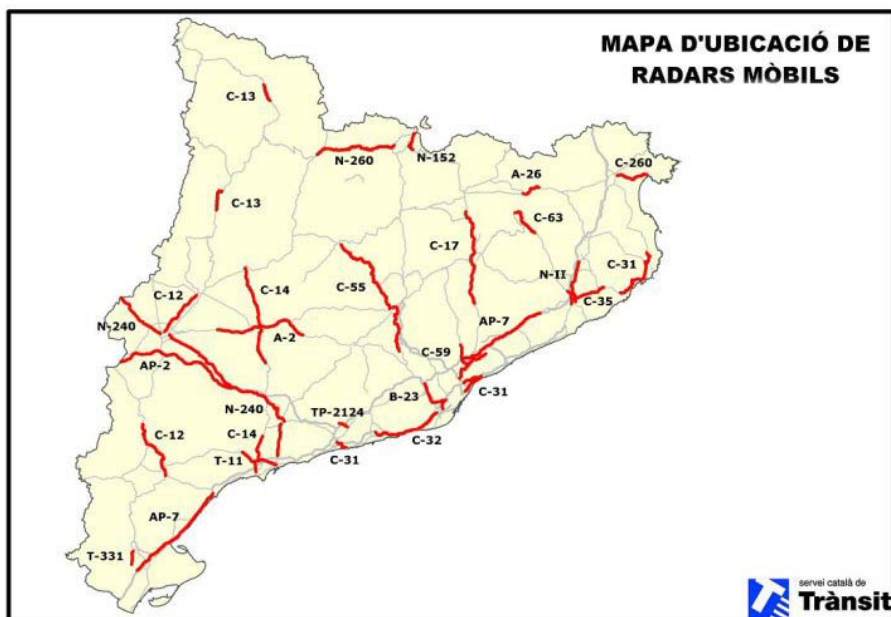 MAPA D'UBICACIÓ DE
RADARS MÒBILS
C-13
N-260
N-152
A-26
C-260
C-13
C-63
C-17
N-II
C-31
C-12
C-14
C-55
C-35
N-240
A-2
AP-7
C-59
AP-2
B-23
C-31
N-240
TP-2124
C-12
C-14
C-32
T-11
C-31
AP-7
T-331
servei català de
Trànsit